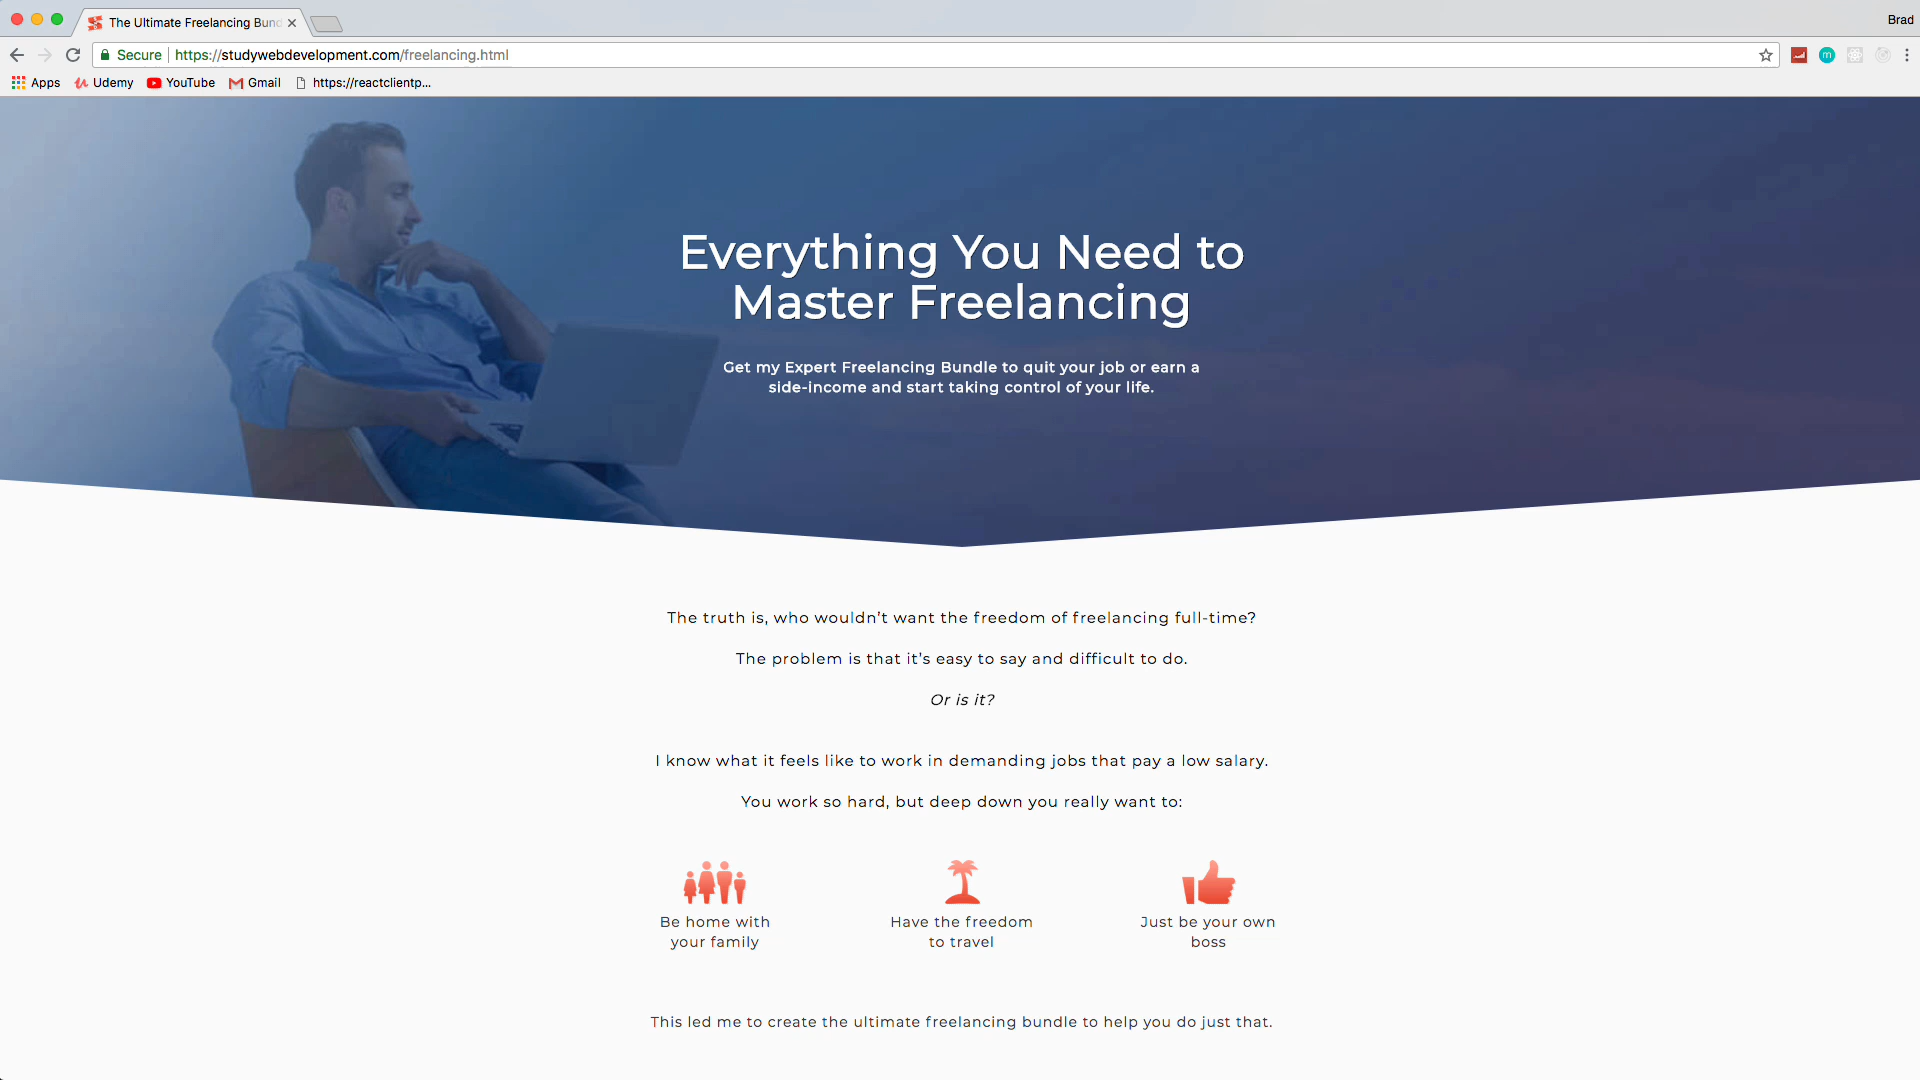 The Ultimate Freelancing Bund
Brad
Secure https://studywebdevelopment.com/freelancing.html
m
Apps Udemy YouTube Gmail https://reactclientp...
Everything You Need to
Master Freelancing
Get my Expert Freelancing Bundle to quit your job or earn a
side-income and start taking control of your life.
The truth is, who wouldn’t want the freedom of freelancing full-time?
The problem is that it’s easy to say and difficult to do.
Or is it?
I know what it feels like to work in demanding jobs that pay a low salary.
You work so hard, but deep down you really want to:
Be home with
your family
Have the freedom
to travel
Just be your own
boss
This led me to create the ultimate freelancing bundle to help you do just that.